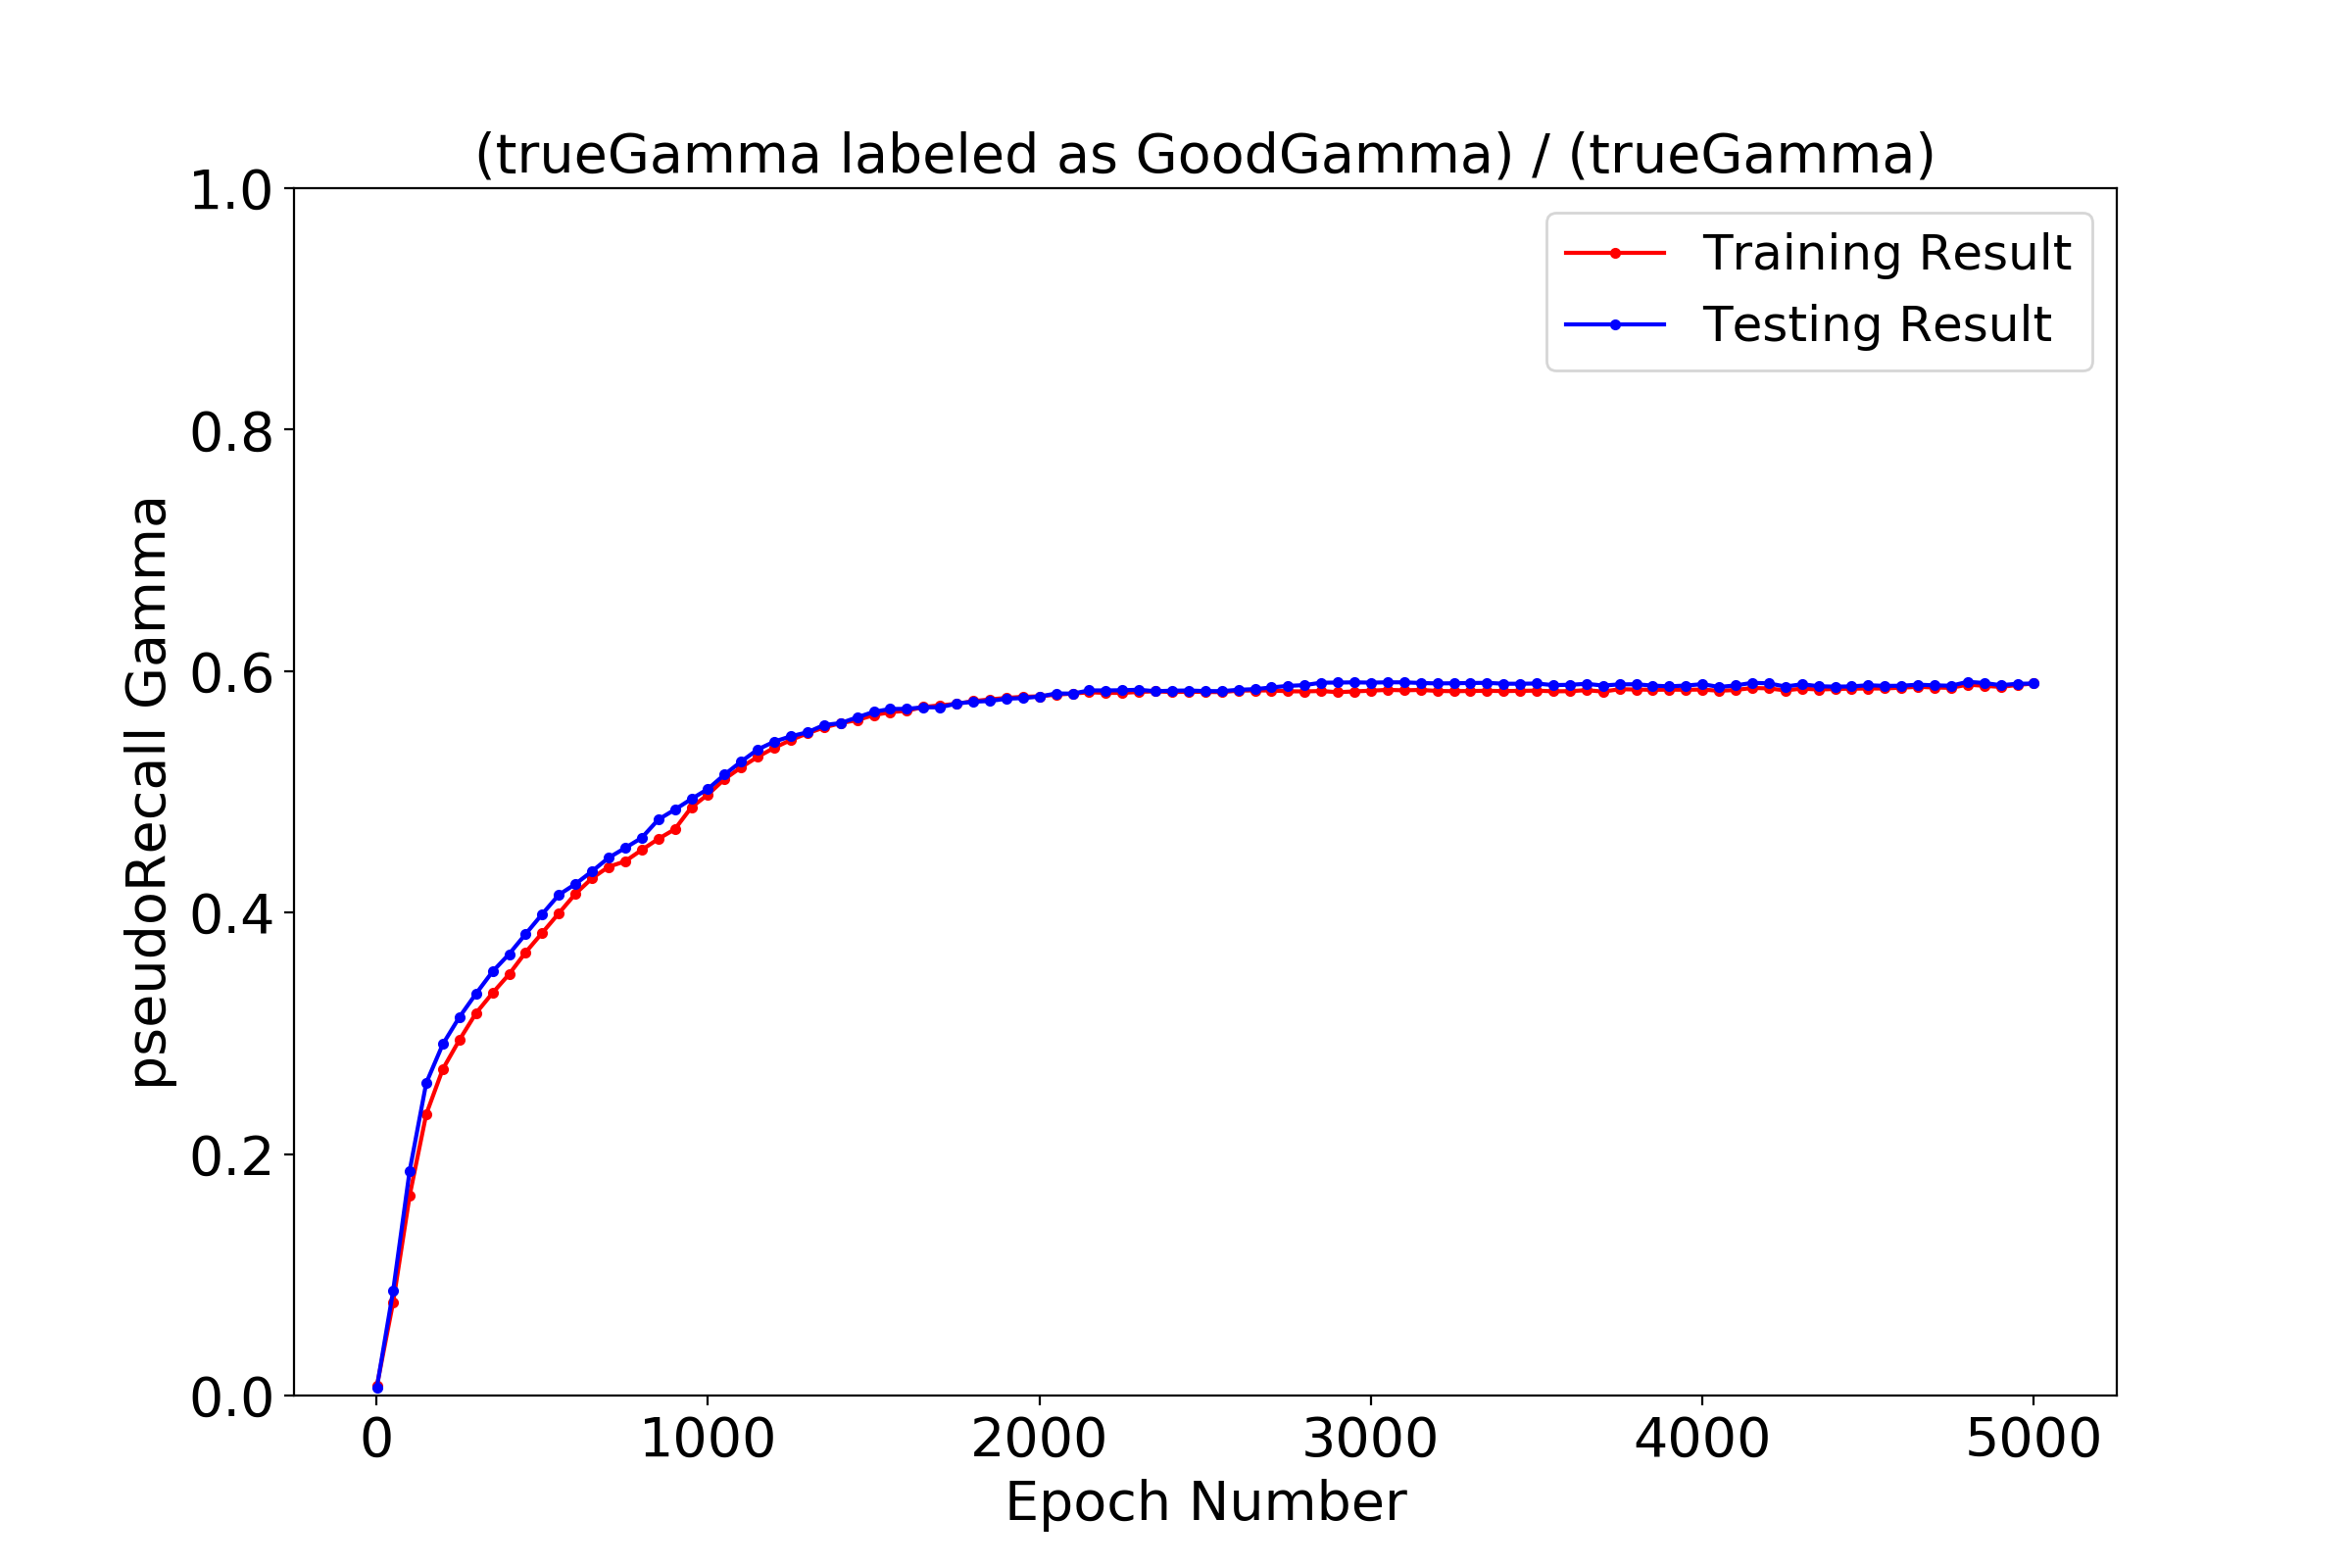 (trueGamma labeled as GoodGamma) / (trueGamma)
1.0
0.8
0.6
0.4
0.2
0.0
pseudoRecall Gamma
Training Result
Testing Result
0 1000 2000 3000 4000 5000
Epoch Number